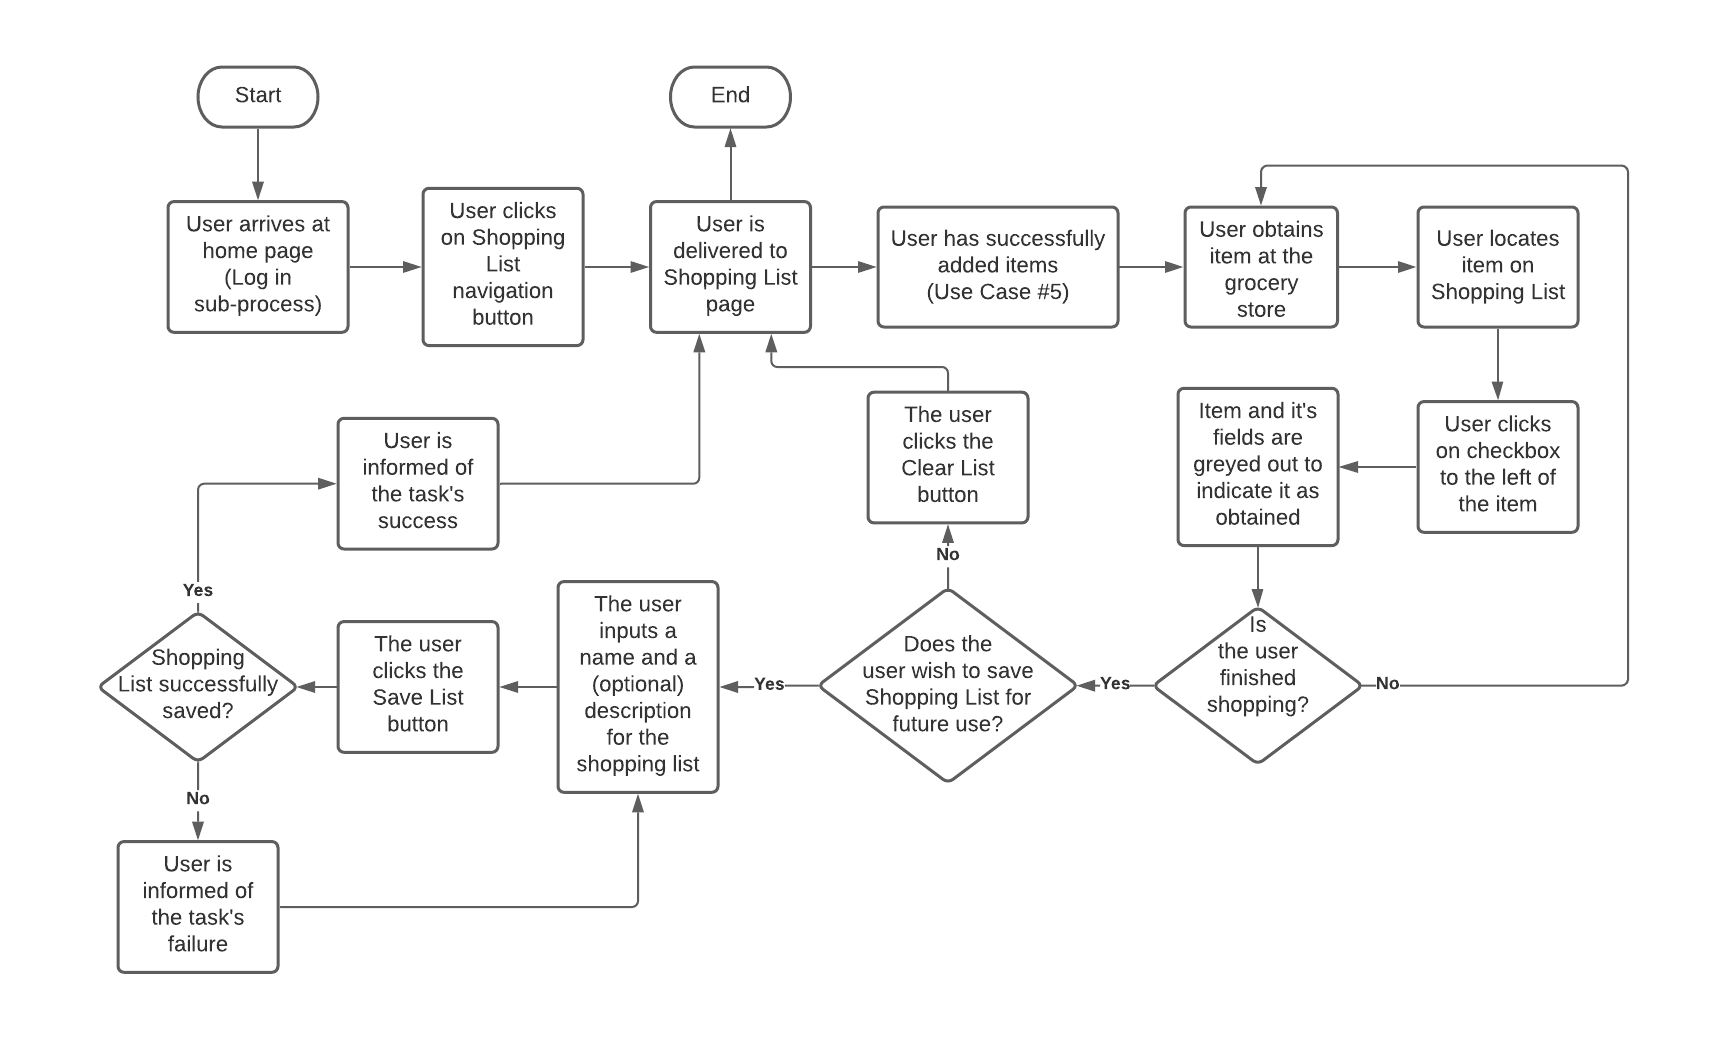 Start
End
User arrives at
home page
(Log in
sub-process)
User clicks
on Shopping
List
navigation
button
User is
delivered to
Shopping List
page
User has successfully
added items
(Use Case #5)
User obtains
item at the
grocery
store
User locates
item on
Shopping List
User clicks
on checkbox
to the left of
the item
Item and it's
fields are
greyed out to
indicate it as
obtained
Is
the user
finished
shopping?
No
Yes
Does the
user wish to save
Shopping List for
future use?
No
The user
clicks the
Clear List
button
Yes
The user
inputs a
name and a
(optional)
description
for the
shopping list
The user
clicks the
Save List
button
Shopping
List successfully
saved?
Yes
User is
informed of
the task's
success
No
User is
informed of
the task's
failure